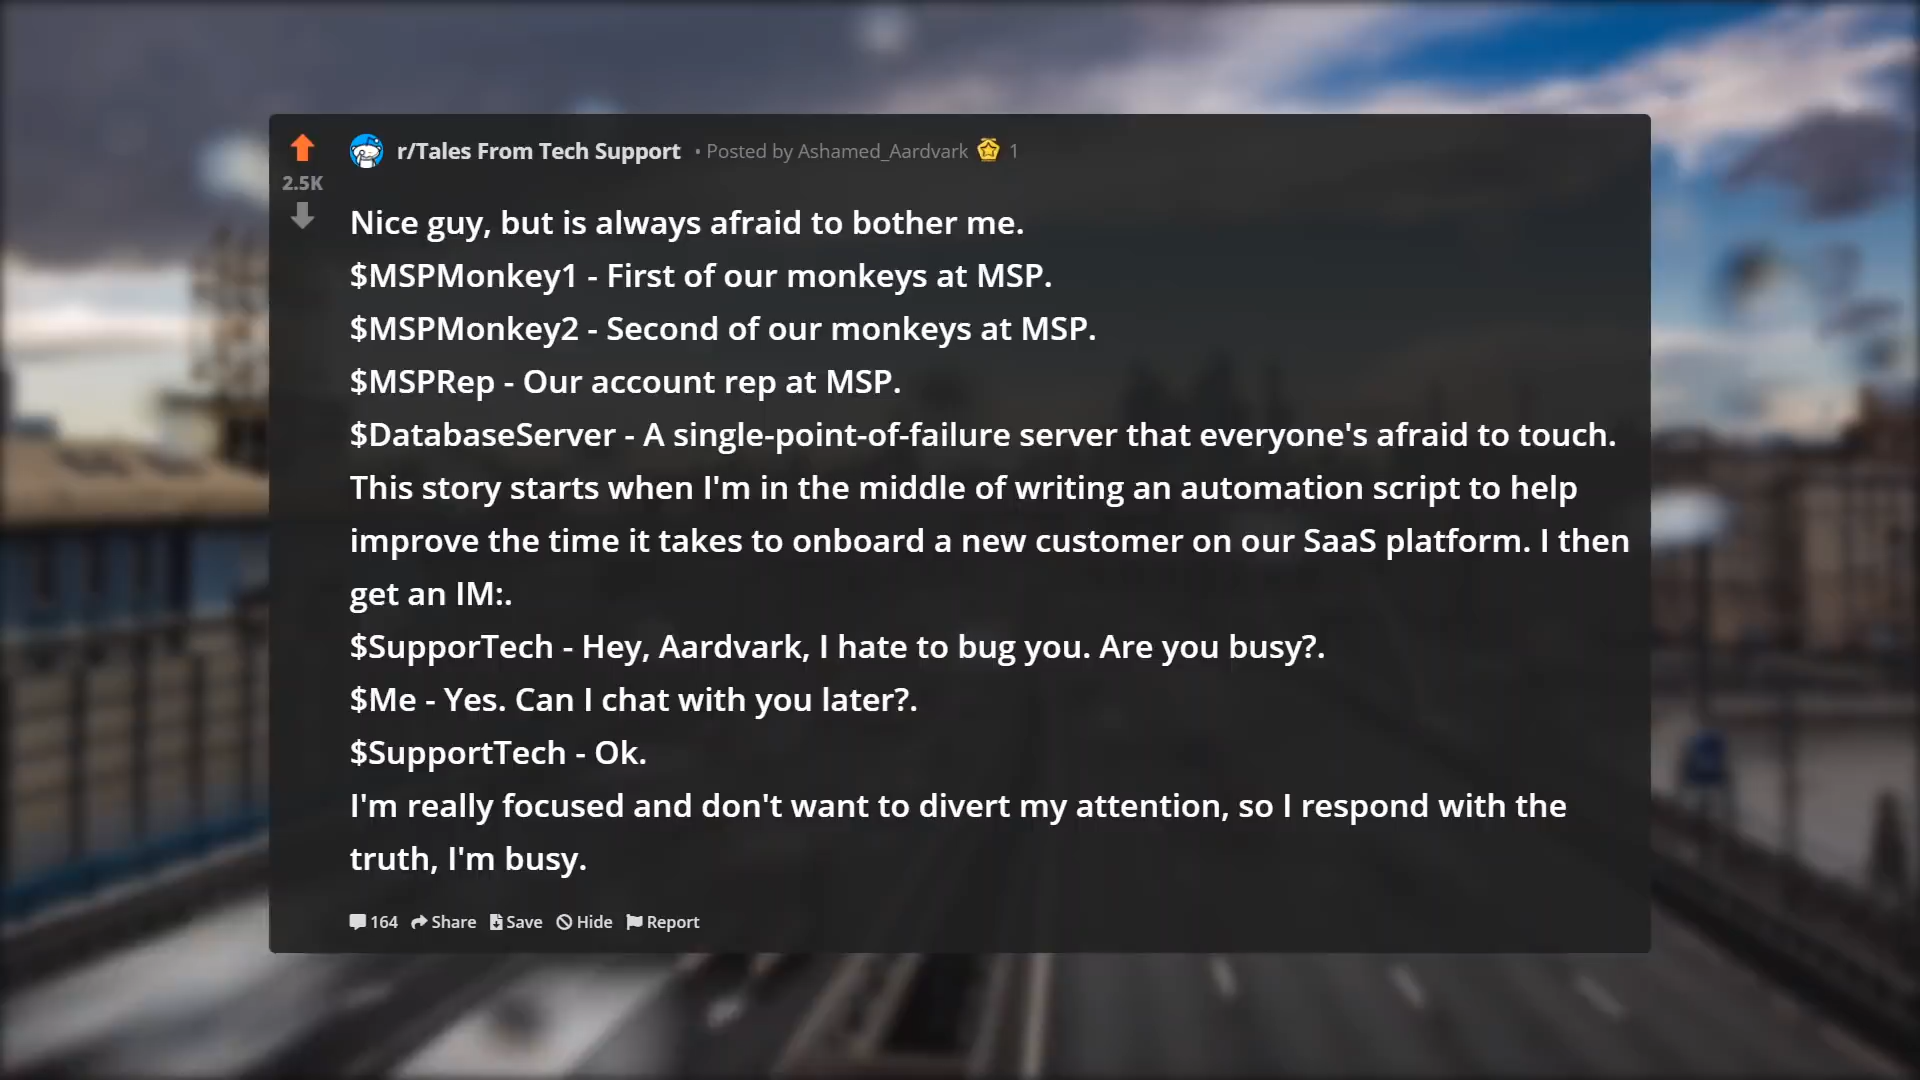 r/Tales From Tech Support • Posted by Ashamed_Aardvark 1
2.5K
Nice guy, but is always afraid to bother me.
$MSPMonkey1 - First of our monkeys at MSP.
$MSPMonkey2 - Second of our monkeys at MSP.
$MSPRep - Our account rep at MSP.
$DatabaseServer - A single-point-of-failure server that everyone's afraid to touch.
This story starts when I'm in the middle of writing an automation script to help
improve the time it takes to onboard a new customer on our SaaS platform. I then
get an IM:.
$SupporTech - Hey, Aardvark, I hate to bug you. Are you busy?.
$Me - Yes. Can I chat with you later?.
$SupportTech - Ok.
I'm really focused and don't want to divert my attention, so I respond with the
truth, I'm busy.
164 Share Save Hide Report